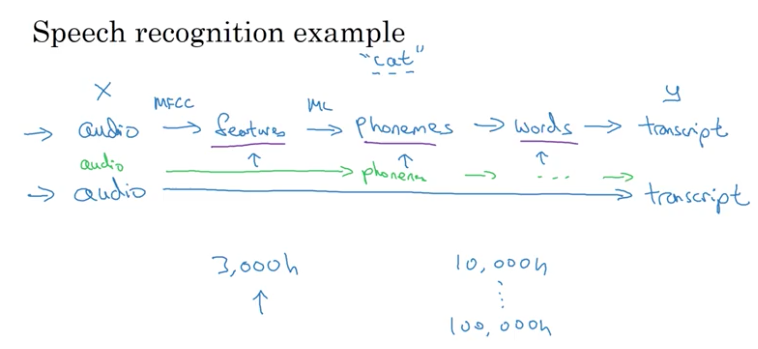 Speech recognition example
"cat"
X MFCC ML y
→ audio → features → phonemes → words → transcript
audio → phonem → ... →
→ audio → transcript
3,000h 10,000h
100,000h